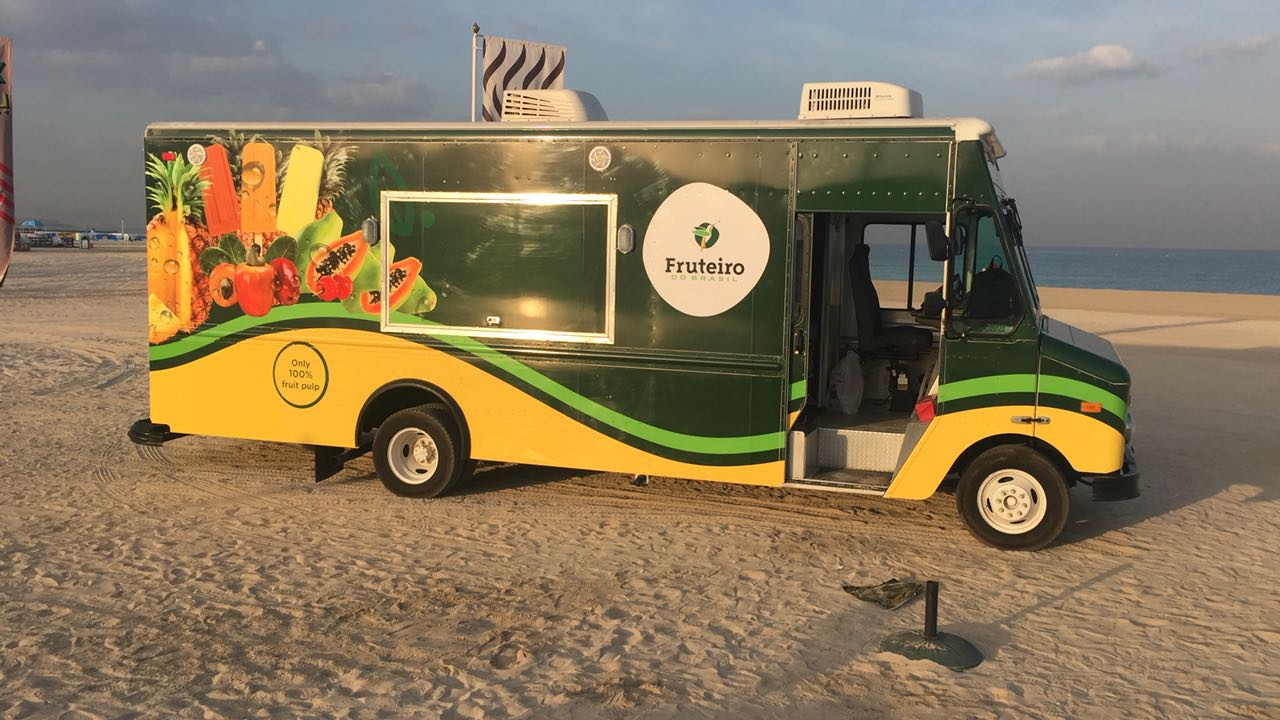 Fruteiro
DO BRASIL
Only
100%
fruit pulp